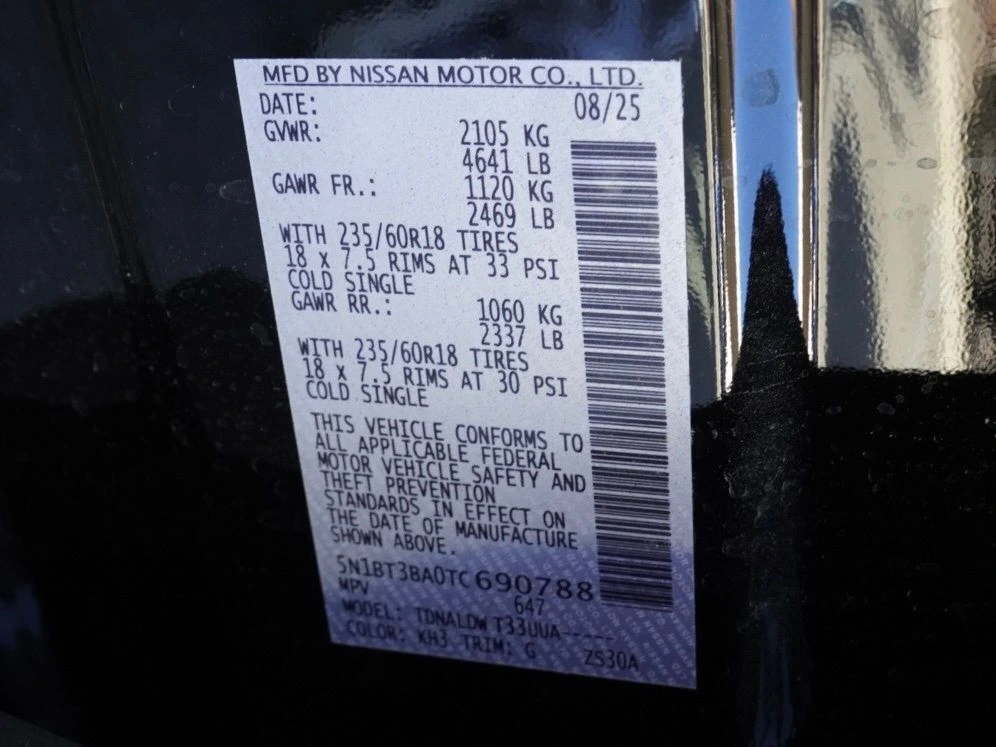 MFD BY NISSAN MOTOR CO., LTD.
DATE: 08/25
GVWR: 2105 KG
4641 LB
GAWR FR.: 1120 KG
2469 LB
WITH 235/60R18 TIRES
18 x 7.5 RIMS AT 33 PSI
COLD SINGLE
GAWR RR.: 1060 KG
2337 LB
WITH 235/60R18 TIRES
18 x 7.5 RIMS AT 30 PSI
COLD SINGLE
THIS VEHICLE CONFORMS TO
ALL APPLICABLE FEDERAL
MOTOR VEHICLE SAFETY AND
THEFT PREVENTION
STANDARDS IN EFFECT ON
THE DATE OF MANUFACTURE
SHOWN ABOVE.
5N1BT3BA0TC690788
MPV 647
MODEL: TDNALDW T33UUA-----
COLOR: KH3 TRIM: G ZS30A